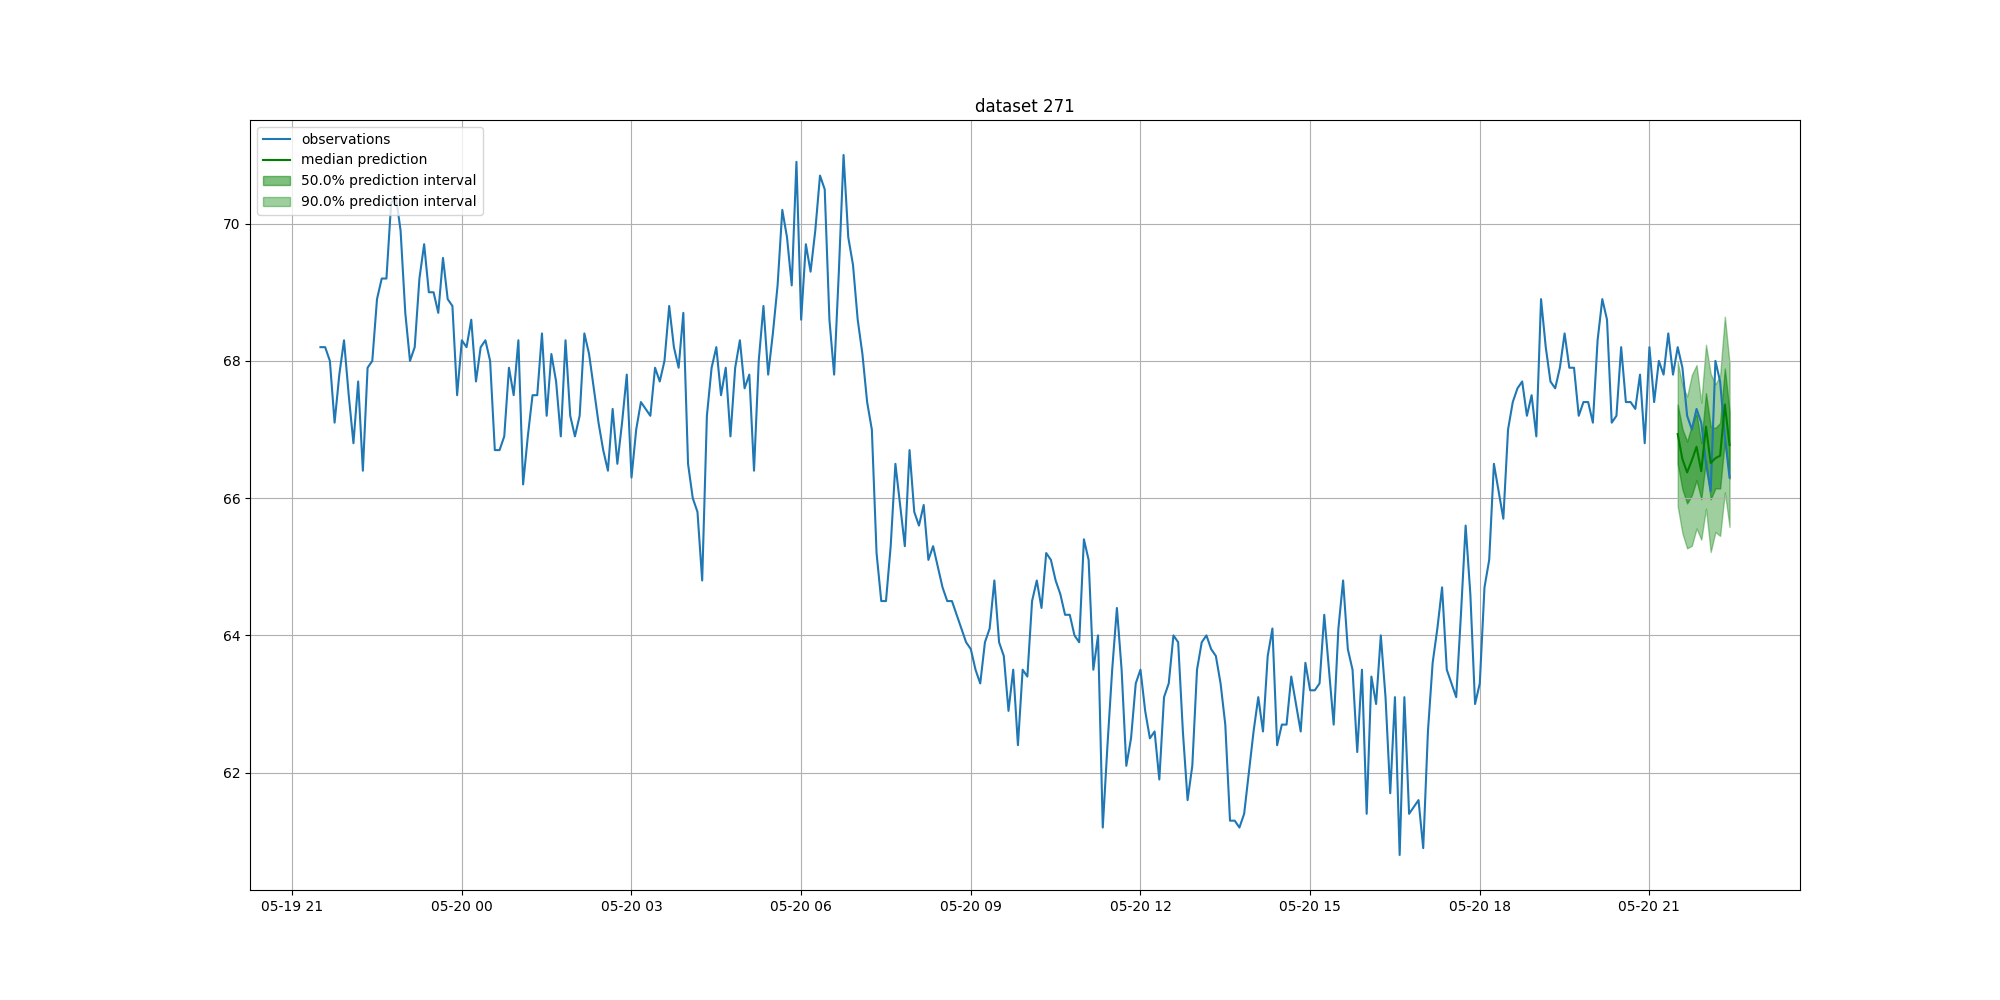 dataset 271
observations
median prediction
50.0% prediction interval
90.0% prediction interval
70
68
66
64
62
05-19 21
05-20 00
05-20 03
05-20 06
05-20 09
05-20 12
05-20 15
05-20 18
05-20 21